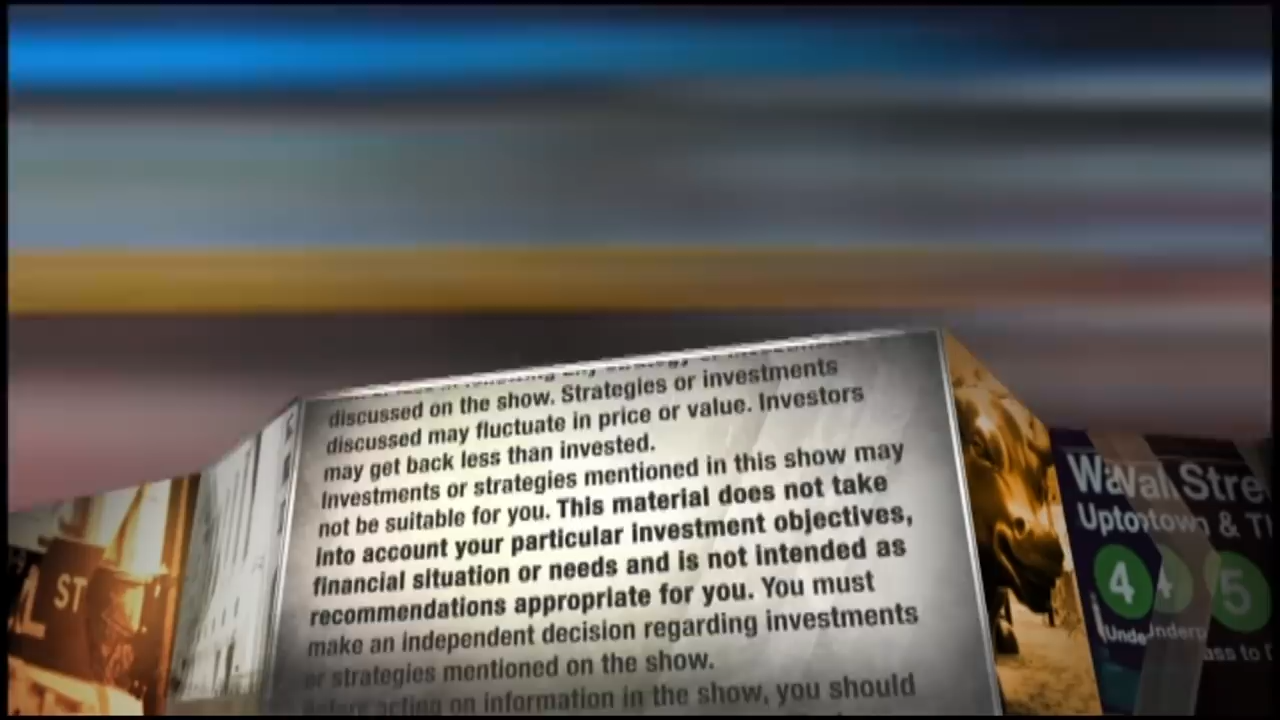 discussed on the show. Strategies or investments
discussed may fluctuate in price or value. Investors
may get back less than invested.
Investments or strategies mentioned in this show may
not be suitable for you. This material does not take
into account your particular investment objectives,
financial situation or needs and is not intended as
recommendations appropriate for you. You must
make an independent decision regarding investments
or strategies mentioned on the show.
Before acting on information in the show, you should
ST
Wall Stre
Uptown & T
4
4
5